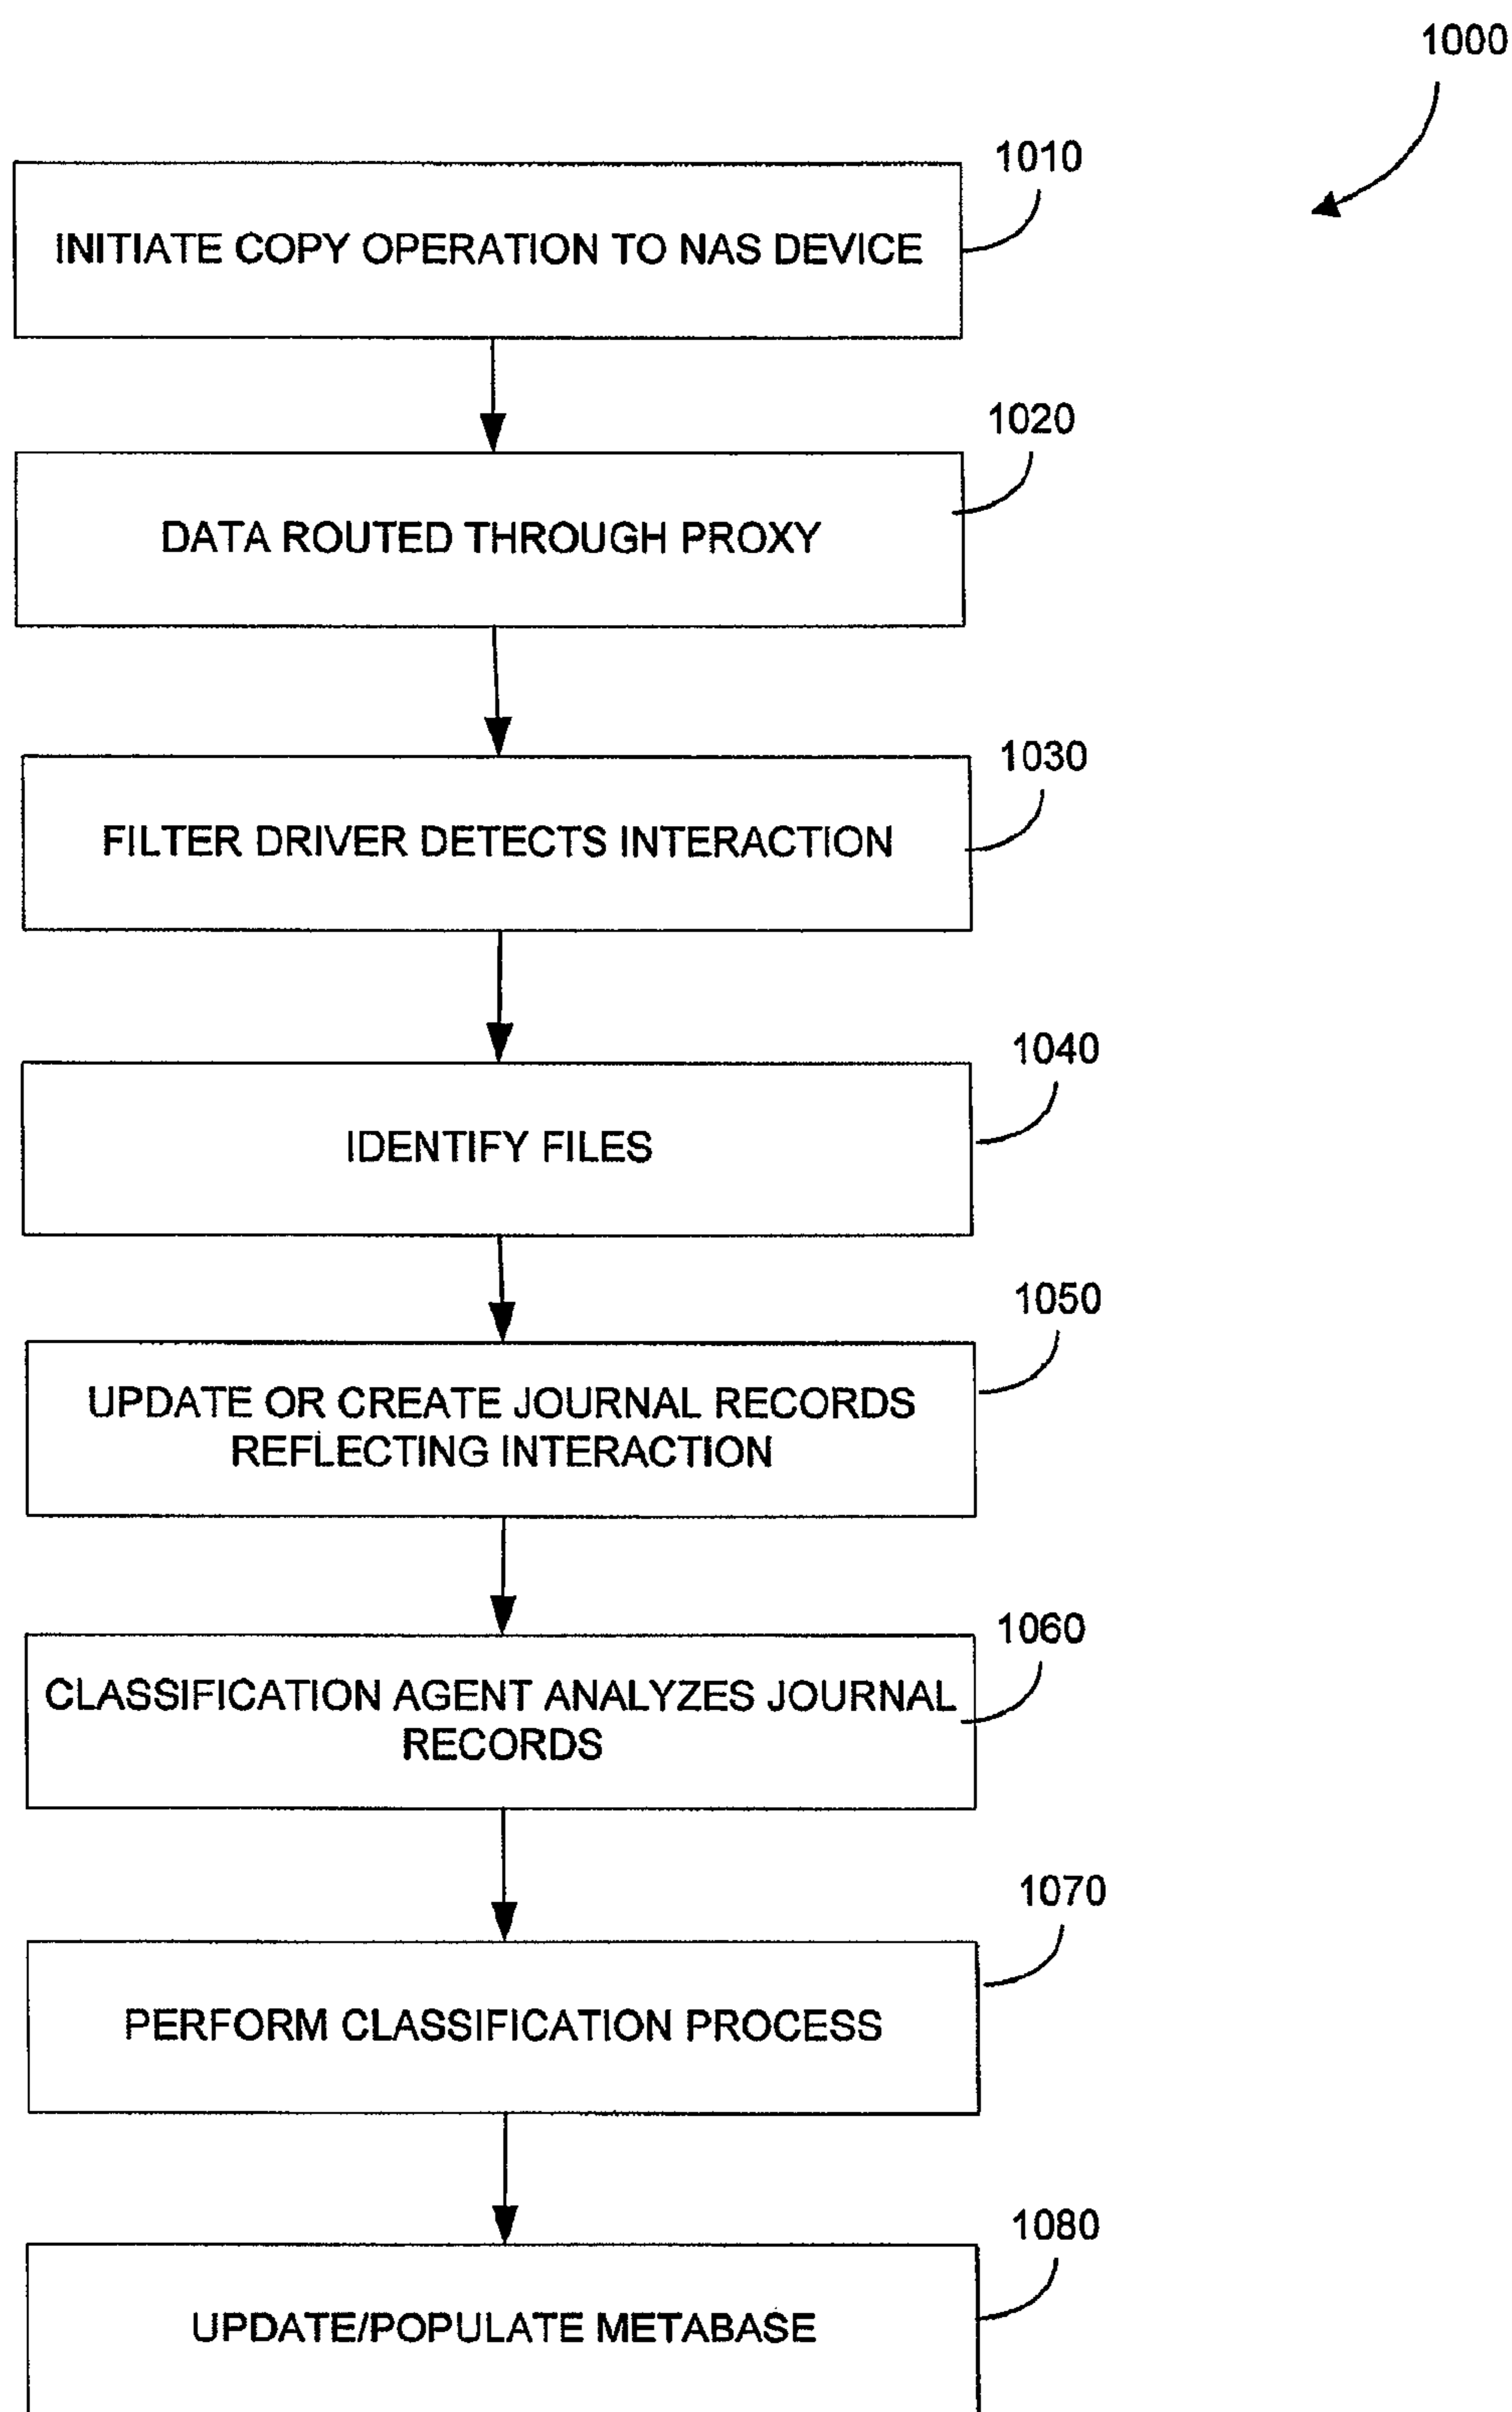 1000
1010
INITIATE COPY OPERATION TO NAS DEVICE
1020
DATA ROUTED THROUGH PROXY
1030
FILTER DRIVER DETECTS INTERACTION
1040
IDENTIFY FILES
1050
UPDATE OR CREATE JOURNAL RECORDS
REFLECTING INTERACTION
1060
CLASSIFICATION AGENT ANALYZES JOURNAL
RECORDS
1070
PERFORM CLASSIFICATION PROCESS
1080
UPDATE/POPULATE METABASE